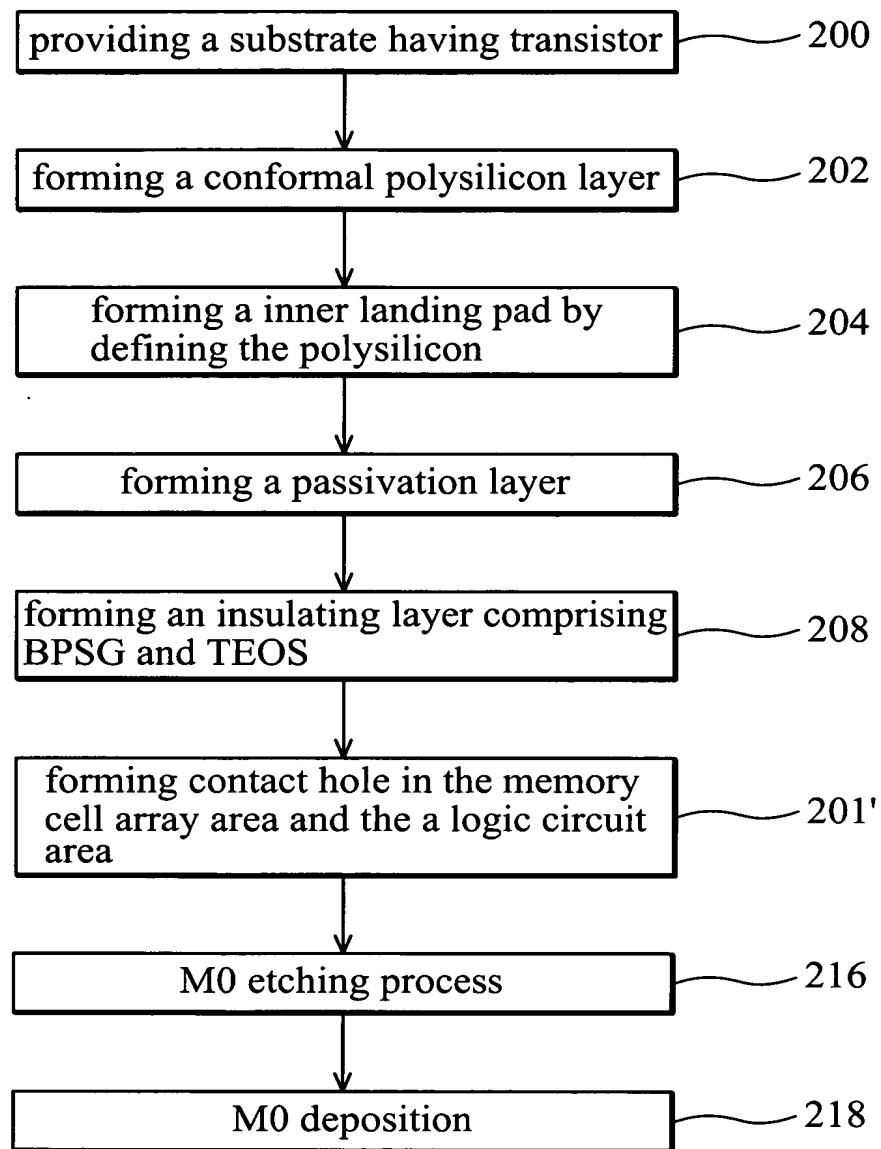 providing a substrate having transistor
200
forming a conformal polysilicon layer
202
forming a inner landing pad by
defining the polysilicon
204
forming a passivation layer
206
forming an insulating layer comprising
BPSG and TEOS
208
forming contact hole in the memory
cell array area and the a logic circuit
area
201'
M0 etching process
216
M0 deposition
218